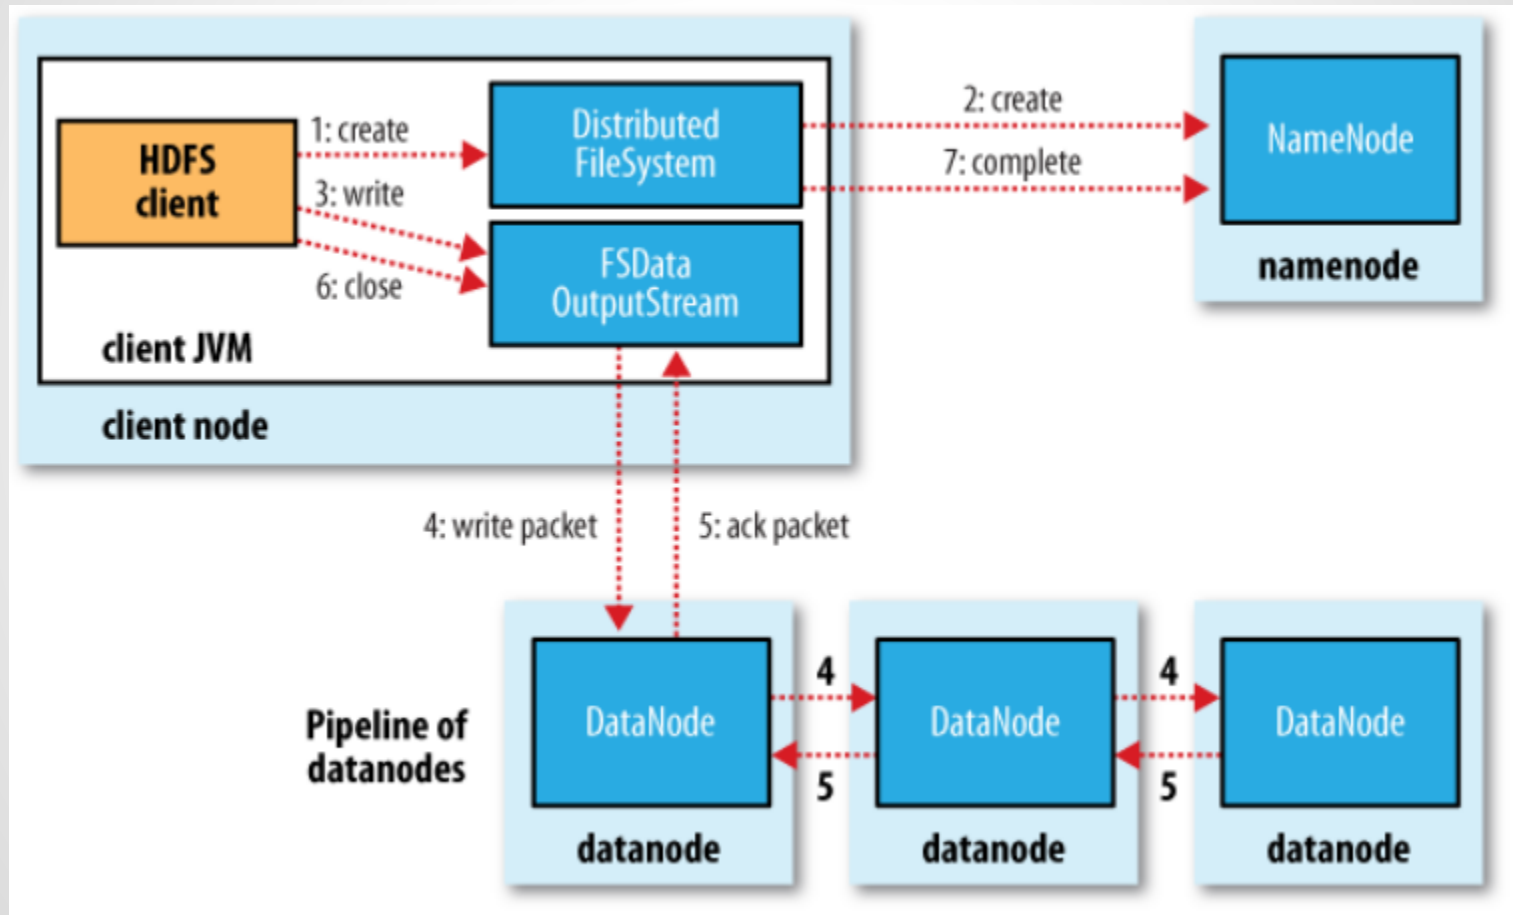 HDFS
client
1: create
3: write
6: close
Distributed
FileSystem
FSData
OutputStream
client JVM
client node
2: create
7: complete
NameNode
namenode
4: write packet
5: ack packet
Pipeline of
datanodes
DataNode
datanode
4
5
DataNode
datanode
4
5
DataNode
datanode